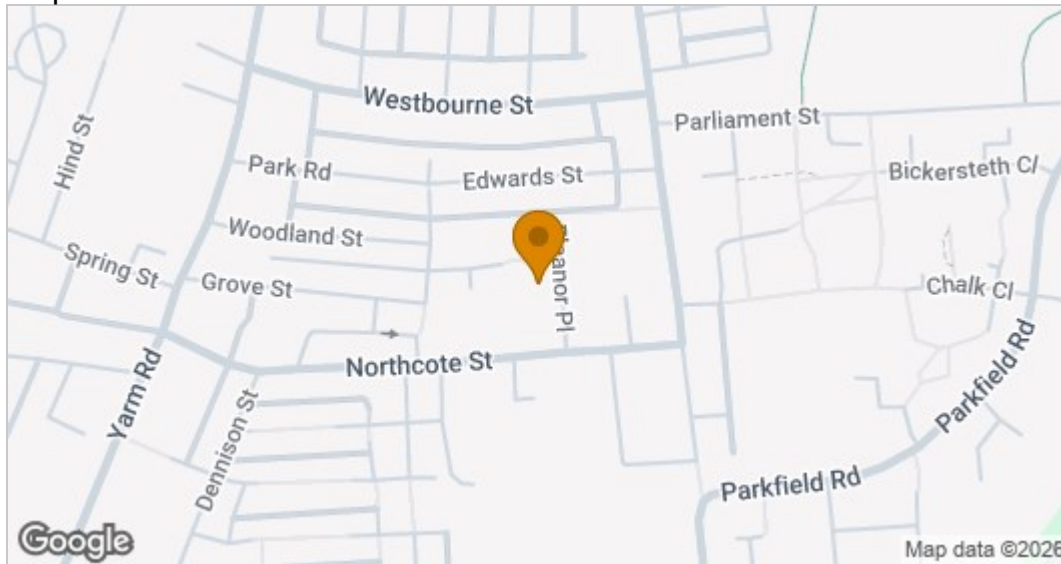 Westbourne St
Parliament St
Hind St
Park Rd
Edwards St
Bickersteth Cl
Woodland St
Spring St
Grove St
Pl
Chalk Cl
Northcote St
Yarm Rd
Dennison St
Parkfield Rd
Parkfield Rd
Google
Map data ©2026